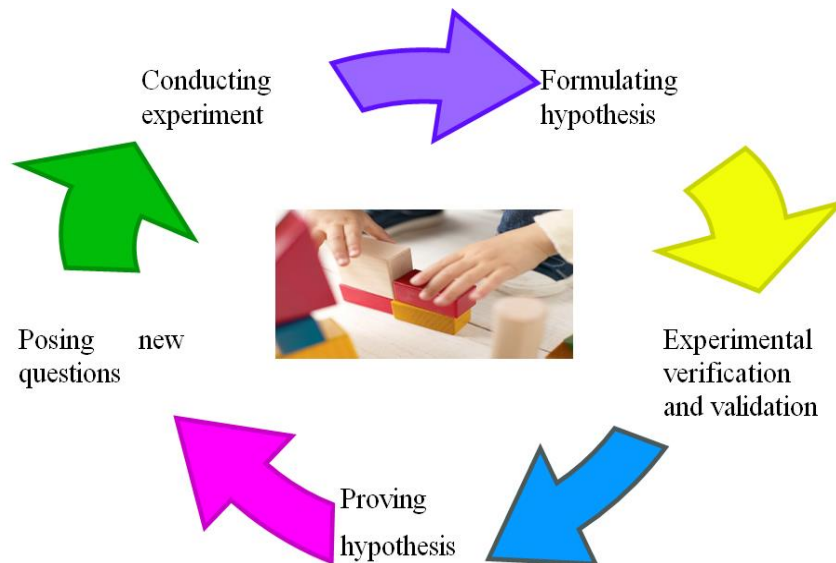 Conducting
experiment
Formulating
hypothesis
Experimental
verification
and validation
Proving
hypothesis
Posing new
questions